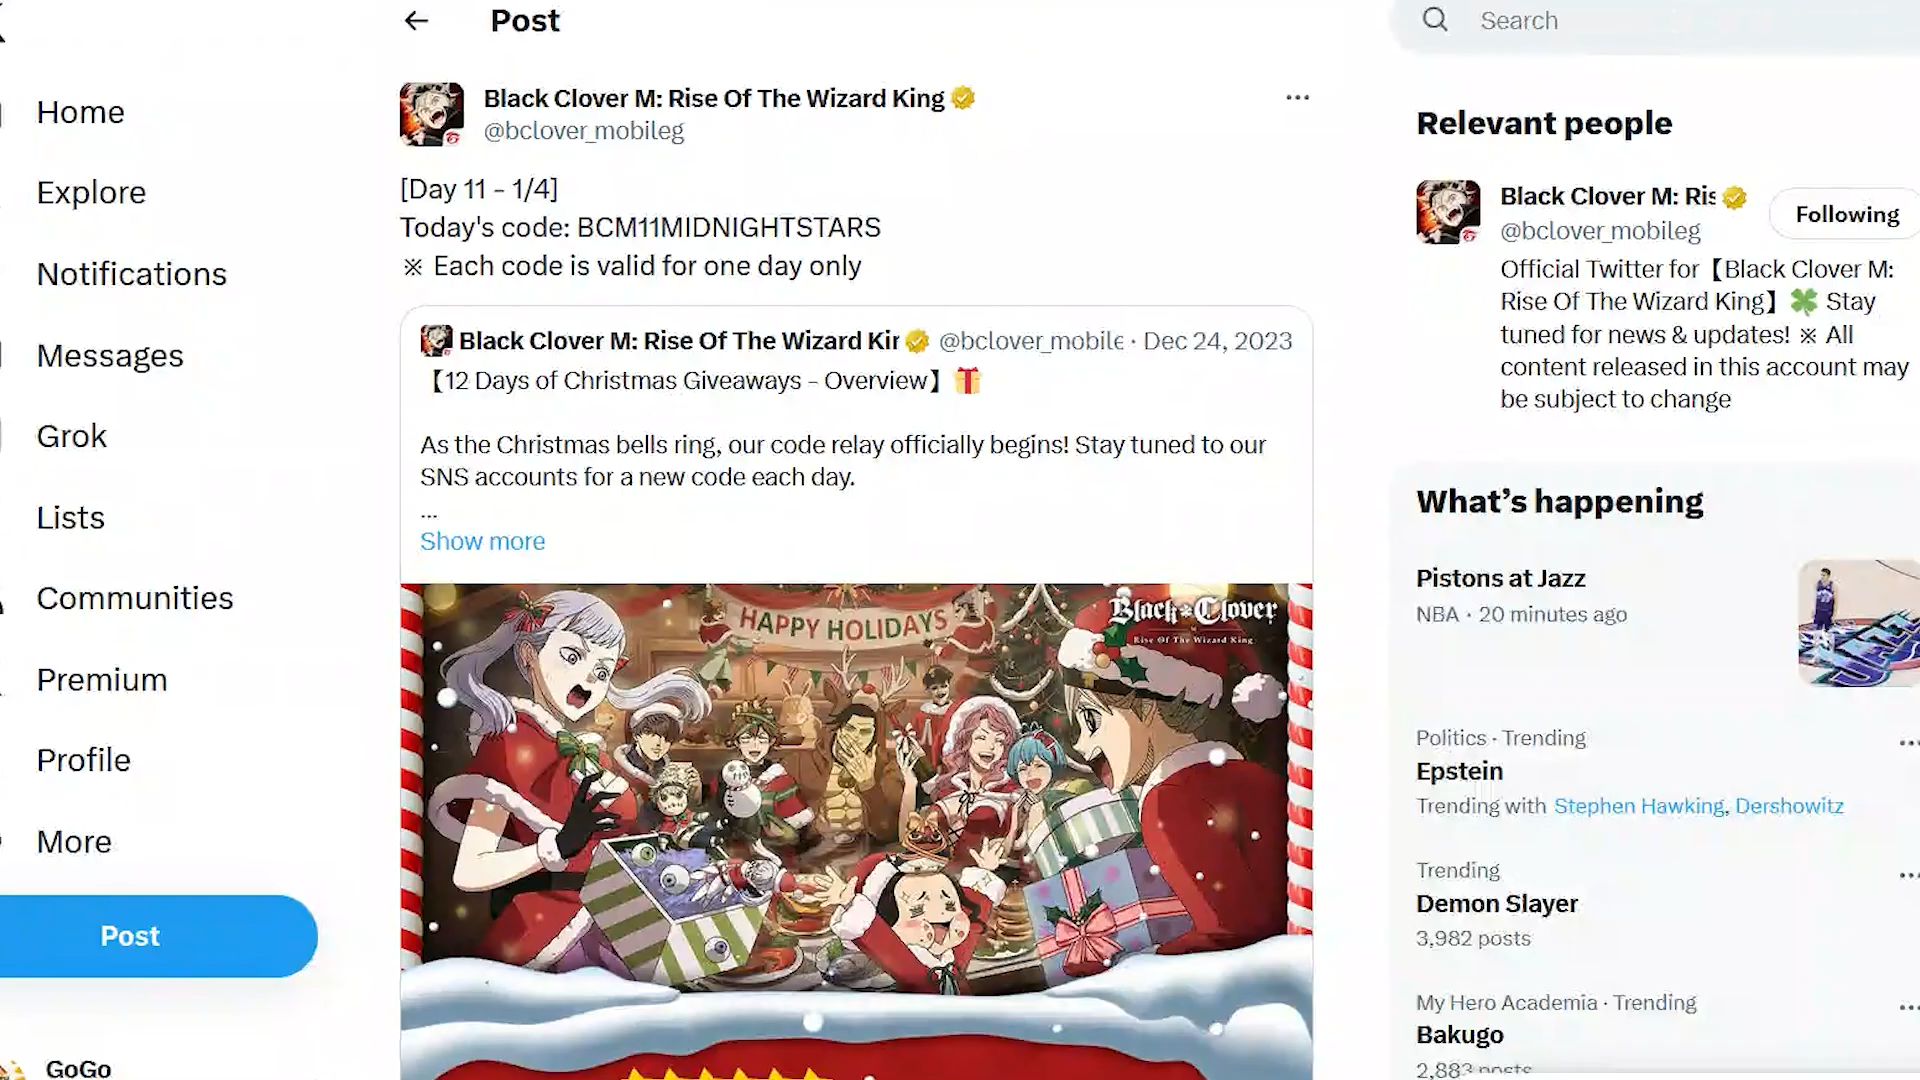 Post
Search
Home
Explore
Notifications
Messages
Grok
Lists
Communities
Premium
Profile
More
Post
GoGo
Black Clover M: Rise Of The Wizard King
@bclover_mobileg
[Day 11 - 1/4]
Today's code: BCM11MIDNIGHTSTARS
※ Each code is valid for one day only
Black Clover M: Rise Of The Wizard Kir @bclover_mobile · Dec 24, 2023
【12 Days of Christmas Giveaways - Overview】
As the Christmas bells ring, our code relay officially begins! Stay tuned to our
SNS accounts for a new code each day.
...
Show more
HAPPY HOLIDAYS
Black Clover
Rise Of The Wizard King
Relevant people
Black Clover M: Ris
Following
@bclover_mobileg
Official Twitter for【Black Clover M:
Rise Of The Wizard King】 Stay
tuned for news & updates! ※ All
content released in this account may
be subject to change
What's happening
Pistons at Jazz
NBA · 20 minutes ago
Politics · Trending
Epstein
Trending with Stephen Hawking, Dershowitz
Trending
Demon Slayer
3,982 posts
My Hero Academia · Trending
Bakugo
2,883 posts